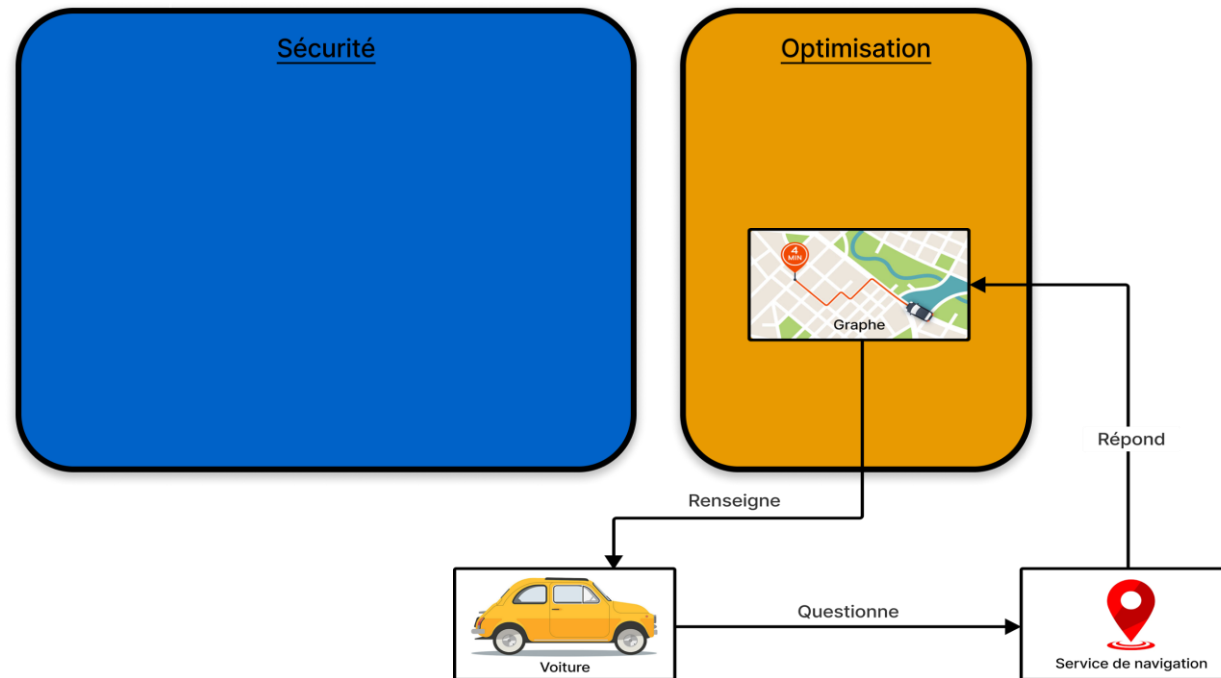 Sécurité
Optimisation
4
MIN
Graphe
Répond
Renseigne
Questionne
Voiture
Service de navigation